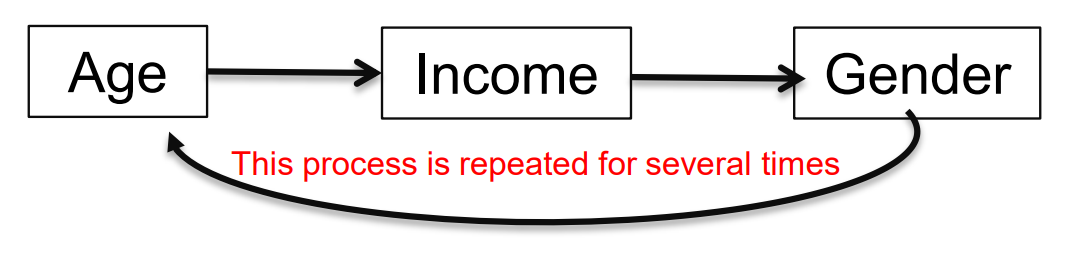 Age Income Gender
This process is repeated for several times